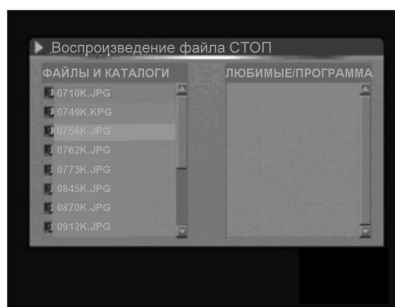 Воспроизведение файла СТОП
ФАЙЛЫ И КАТАЛОГИ
ЛЮБИМЫЕ/ПРОГРАММА
0710K.JPG
0749K.KPG
0756K.JPG
0762K.JPG
0773K.JPG
0845K.JPG
0870K.JPG
0912K.JPG